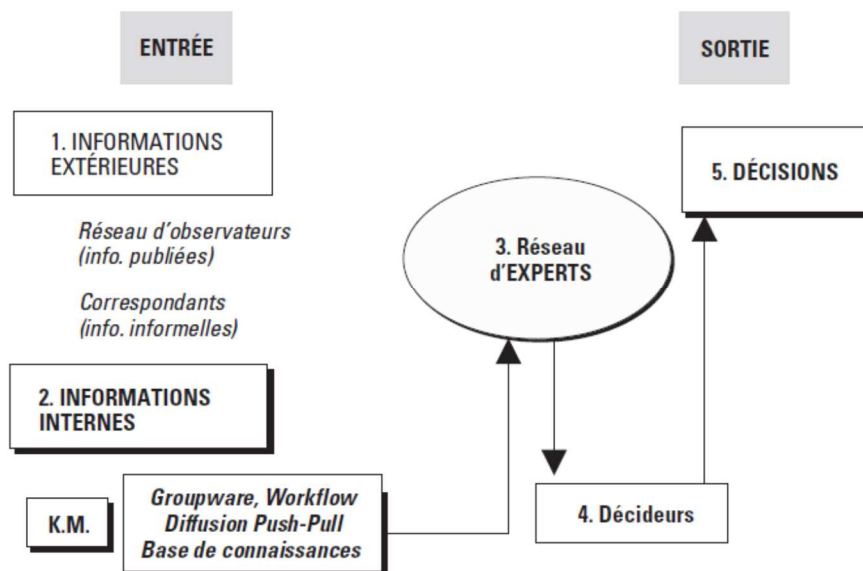 ENTRÉE
SORTIE
1. INFORMATIONS
EXTÉRIEURES
Réseau d'observateurs
(info. publiées)
Correspondants
(info. informelles)
2. INFORMATIONS
INTERNES
K.M.
Groupware, Workflow
Diffusion Push-Pull
Base de connaissances
3. Réseau
d'EXPERTS
4. Décideurs
5. DÉCISIONS